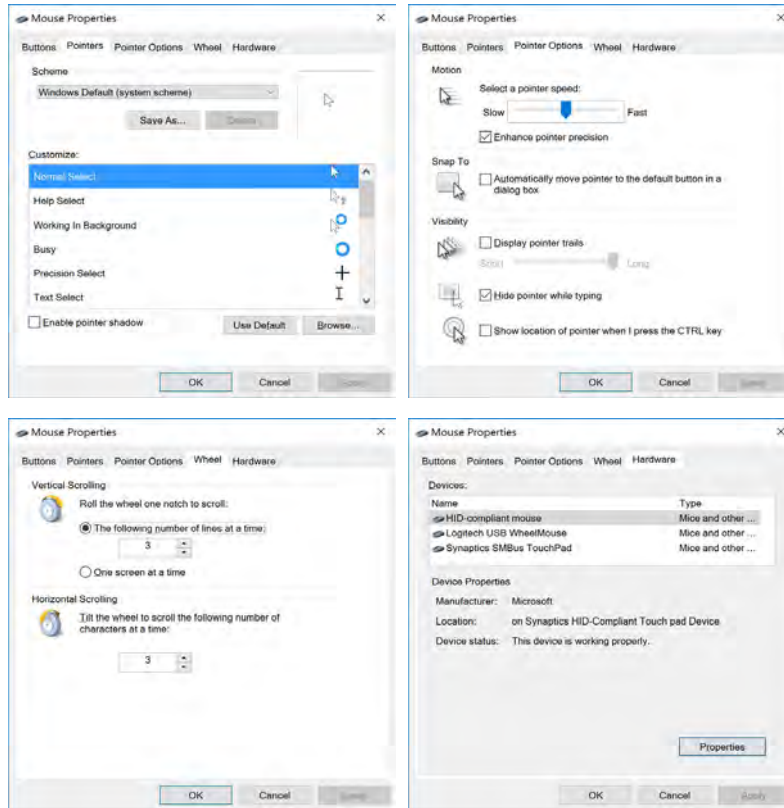 Mouse Properties
Buttons Pointers Pointer Options Wheel Hardware
Scheme
Windows Default (system scheme)
Save As... Delete
Customize:
Normal Select
Help Select
Working In Background
Busy
Precision Select
Text Select
Enable pointer shadow
Use Default Browse...
OK Cancel Apply
Mouse Properties
Buttons Pointers Pointer Options Wheel Hardware
Motion
Select a pointer speed:
Slow Fast
Enhance pointer precision
Snap To
Automatically move pointer to the default button in a
dialog box
Visibility
Display pointer trails
Short Long
Hide pointer while typing
Show location of pointer when I press the CTRL key
OK Cancel Apply
Mouse Properties
Buttons Pointers Pointer Options Wheel Hardware
Vertical Scrolling
Roll the wheel one notch to scroll:
The following number of lines at a time:
3
One screen at a time
Horizontal Scrolling
Tilt the wheel to scroll the following number of
characters at a time:
3
OK Cancel Apply
Mouse Properties
Buttons Pointers Pointer Options Wheel Hardware
Devices:
Name Type
HID-compliant mouse Mice and other ...
Logitech USB WheelMouse Mice and other ...
Synaptics SMBus TouchPad Mice and other ...
Device Properties
Manufacturer: Microsoft
Location: on Synaptics HID-Compliant Touch pad Device
Device status: This device is working properly.
Properties
OK Cancel Apply